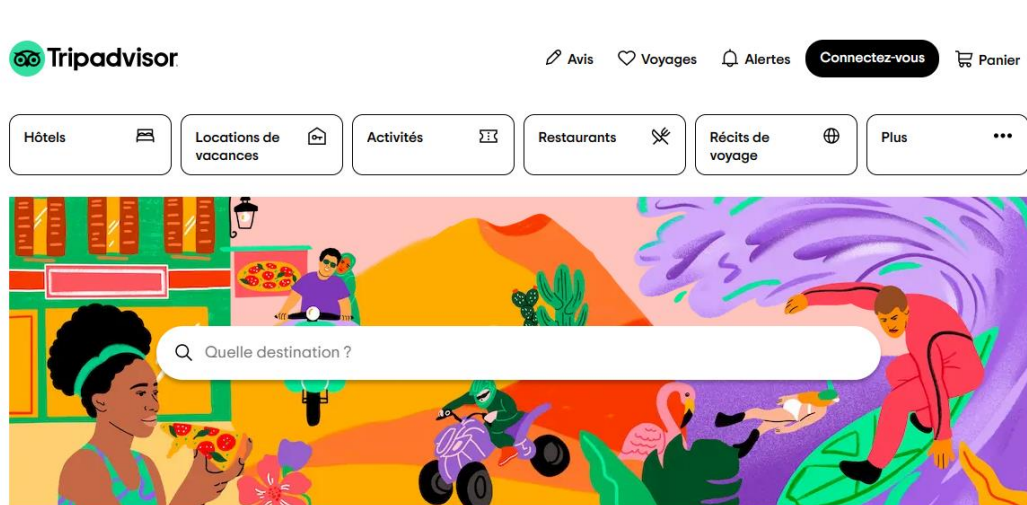 Tripadvisor
Avis
Voyages
Alertes
Connectez-vous
Panier
Hôtels
Locations de
vacances
Activités
Restaurants
Récits de
voyage
Plus
Quelle destination ?